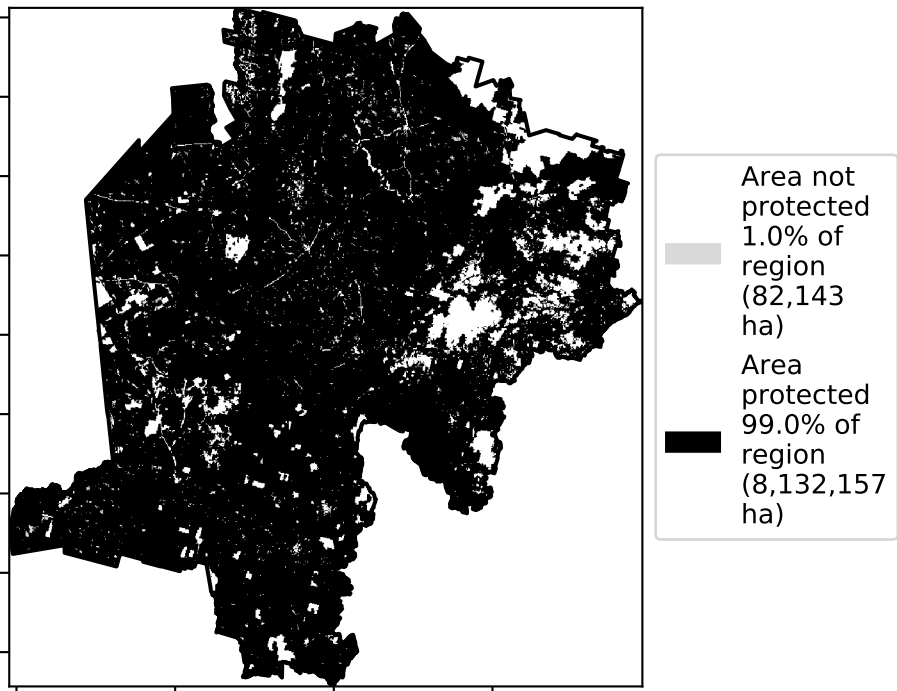 Area not
protected
1.0% of
region
(82,143
ha)
Area
protected
99.0% of
region
(8,132,157
ha)